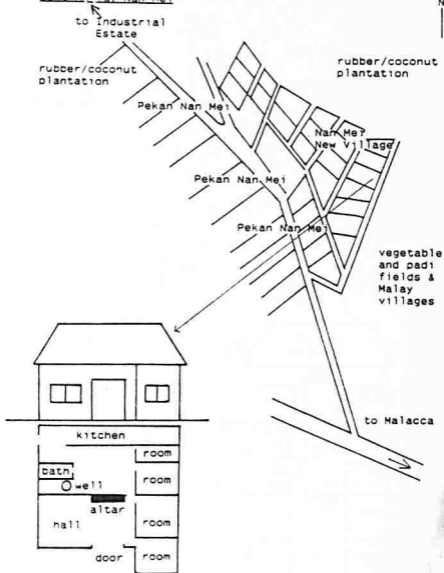 N
to Industrial
Estate
rubber/coconut
plantation
rubber/coconut
plantation
Pekan Nan Mei
Nan Mei
New Village
Pekan Nan Mei
Pekan Nan Mei
vegetable
and padi
fields &
Malay
villages
to Malacca
kitchen
room
bath
room
well
altar
hall
room
door
room